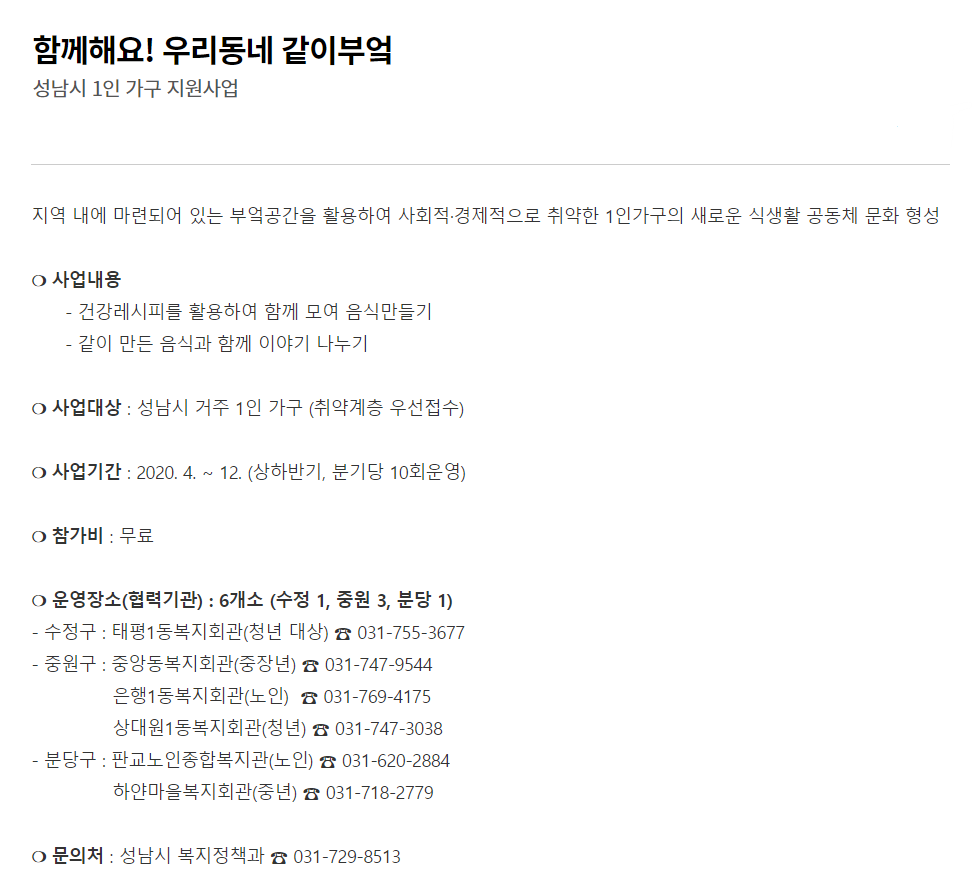 함께해요! 우리동네 같이부엌
성남시 1인 가구 지원사업
지역 내에 마련되어 있는 부엌공간을 활용하여 사회적·경제적으로 취약한 1인가구의 새로운 식생활 공동체 문화 형성
❍ 사업내용
- 건강레시피를 활용하여 함께 모여 음식만들기
- 같이 만든 음식과 함께 이야기 나누기
❍ 사업대상 : 성남시 거주 1인 가구 (취약계층 우선접수)
❍ 사업기간 : 2020. 4. ~ 12. (상하반기, 분기당 10회운영)
❍ 참가비 : 무료
❍ 운영장소(협력기관) : 6개소 (수정 1, 중원 3, 분당 1)
- 수정구 : 태평1동복지회관(청년 대상) ☎ 031-755-3677
- 중원구 : 중앙동복지회관(중장년) ☎ 031-747-9544
은행1동복지회관(노인) ☎ 031-769-4175
상대원1동복지회관(청년) ☎ 031-747-3038
- 분당구 : 판교노인종합복지관(노인) ☎ 031-620-2884
하얀마을복지회관(중년) ☎ 031-718-2779
❍ 문의처 : 성남시 복지정책과 ☎ 031-729-8513